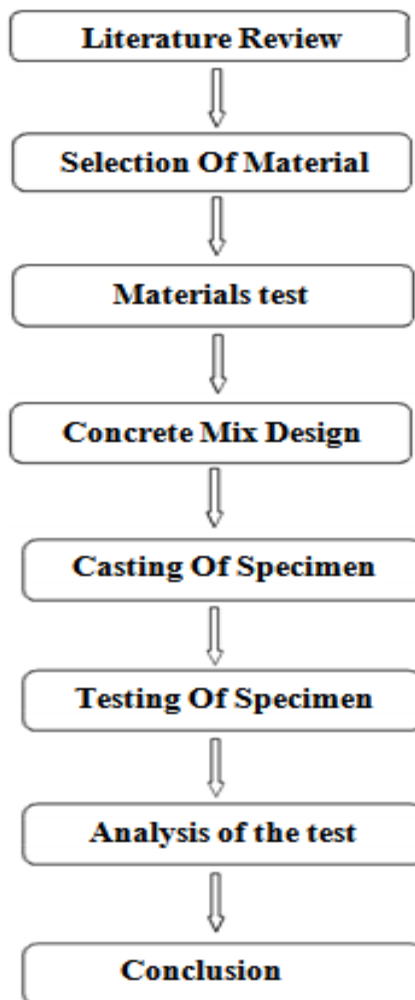 Literature Review
Selection Of Material
Materials test
Concrete Mix Design
Casting Of Specimen
Testing Of Specimen
Analysis of the test
Conclusion